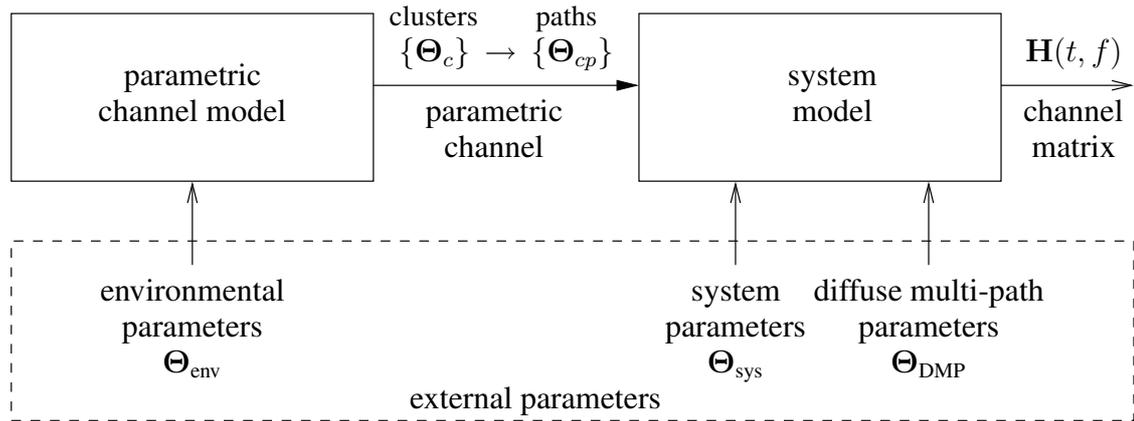 parametric
channel model
clusters paths
{Θ_c} → {Θ_cp}
parametric
channel
system
model
H(t, f)
channel
matrix
environmental
parameters
Θ_env
system
parameters
Θ_sys
diffuse multi-path
parameters
Θ_DMP
external parameters